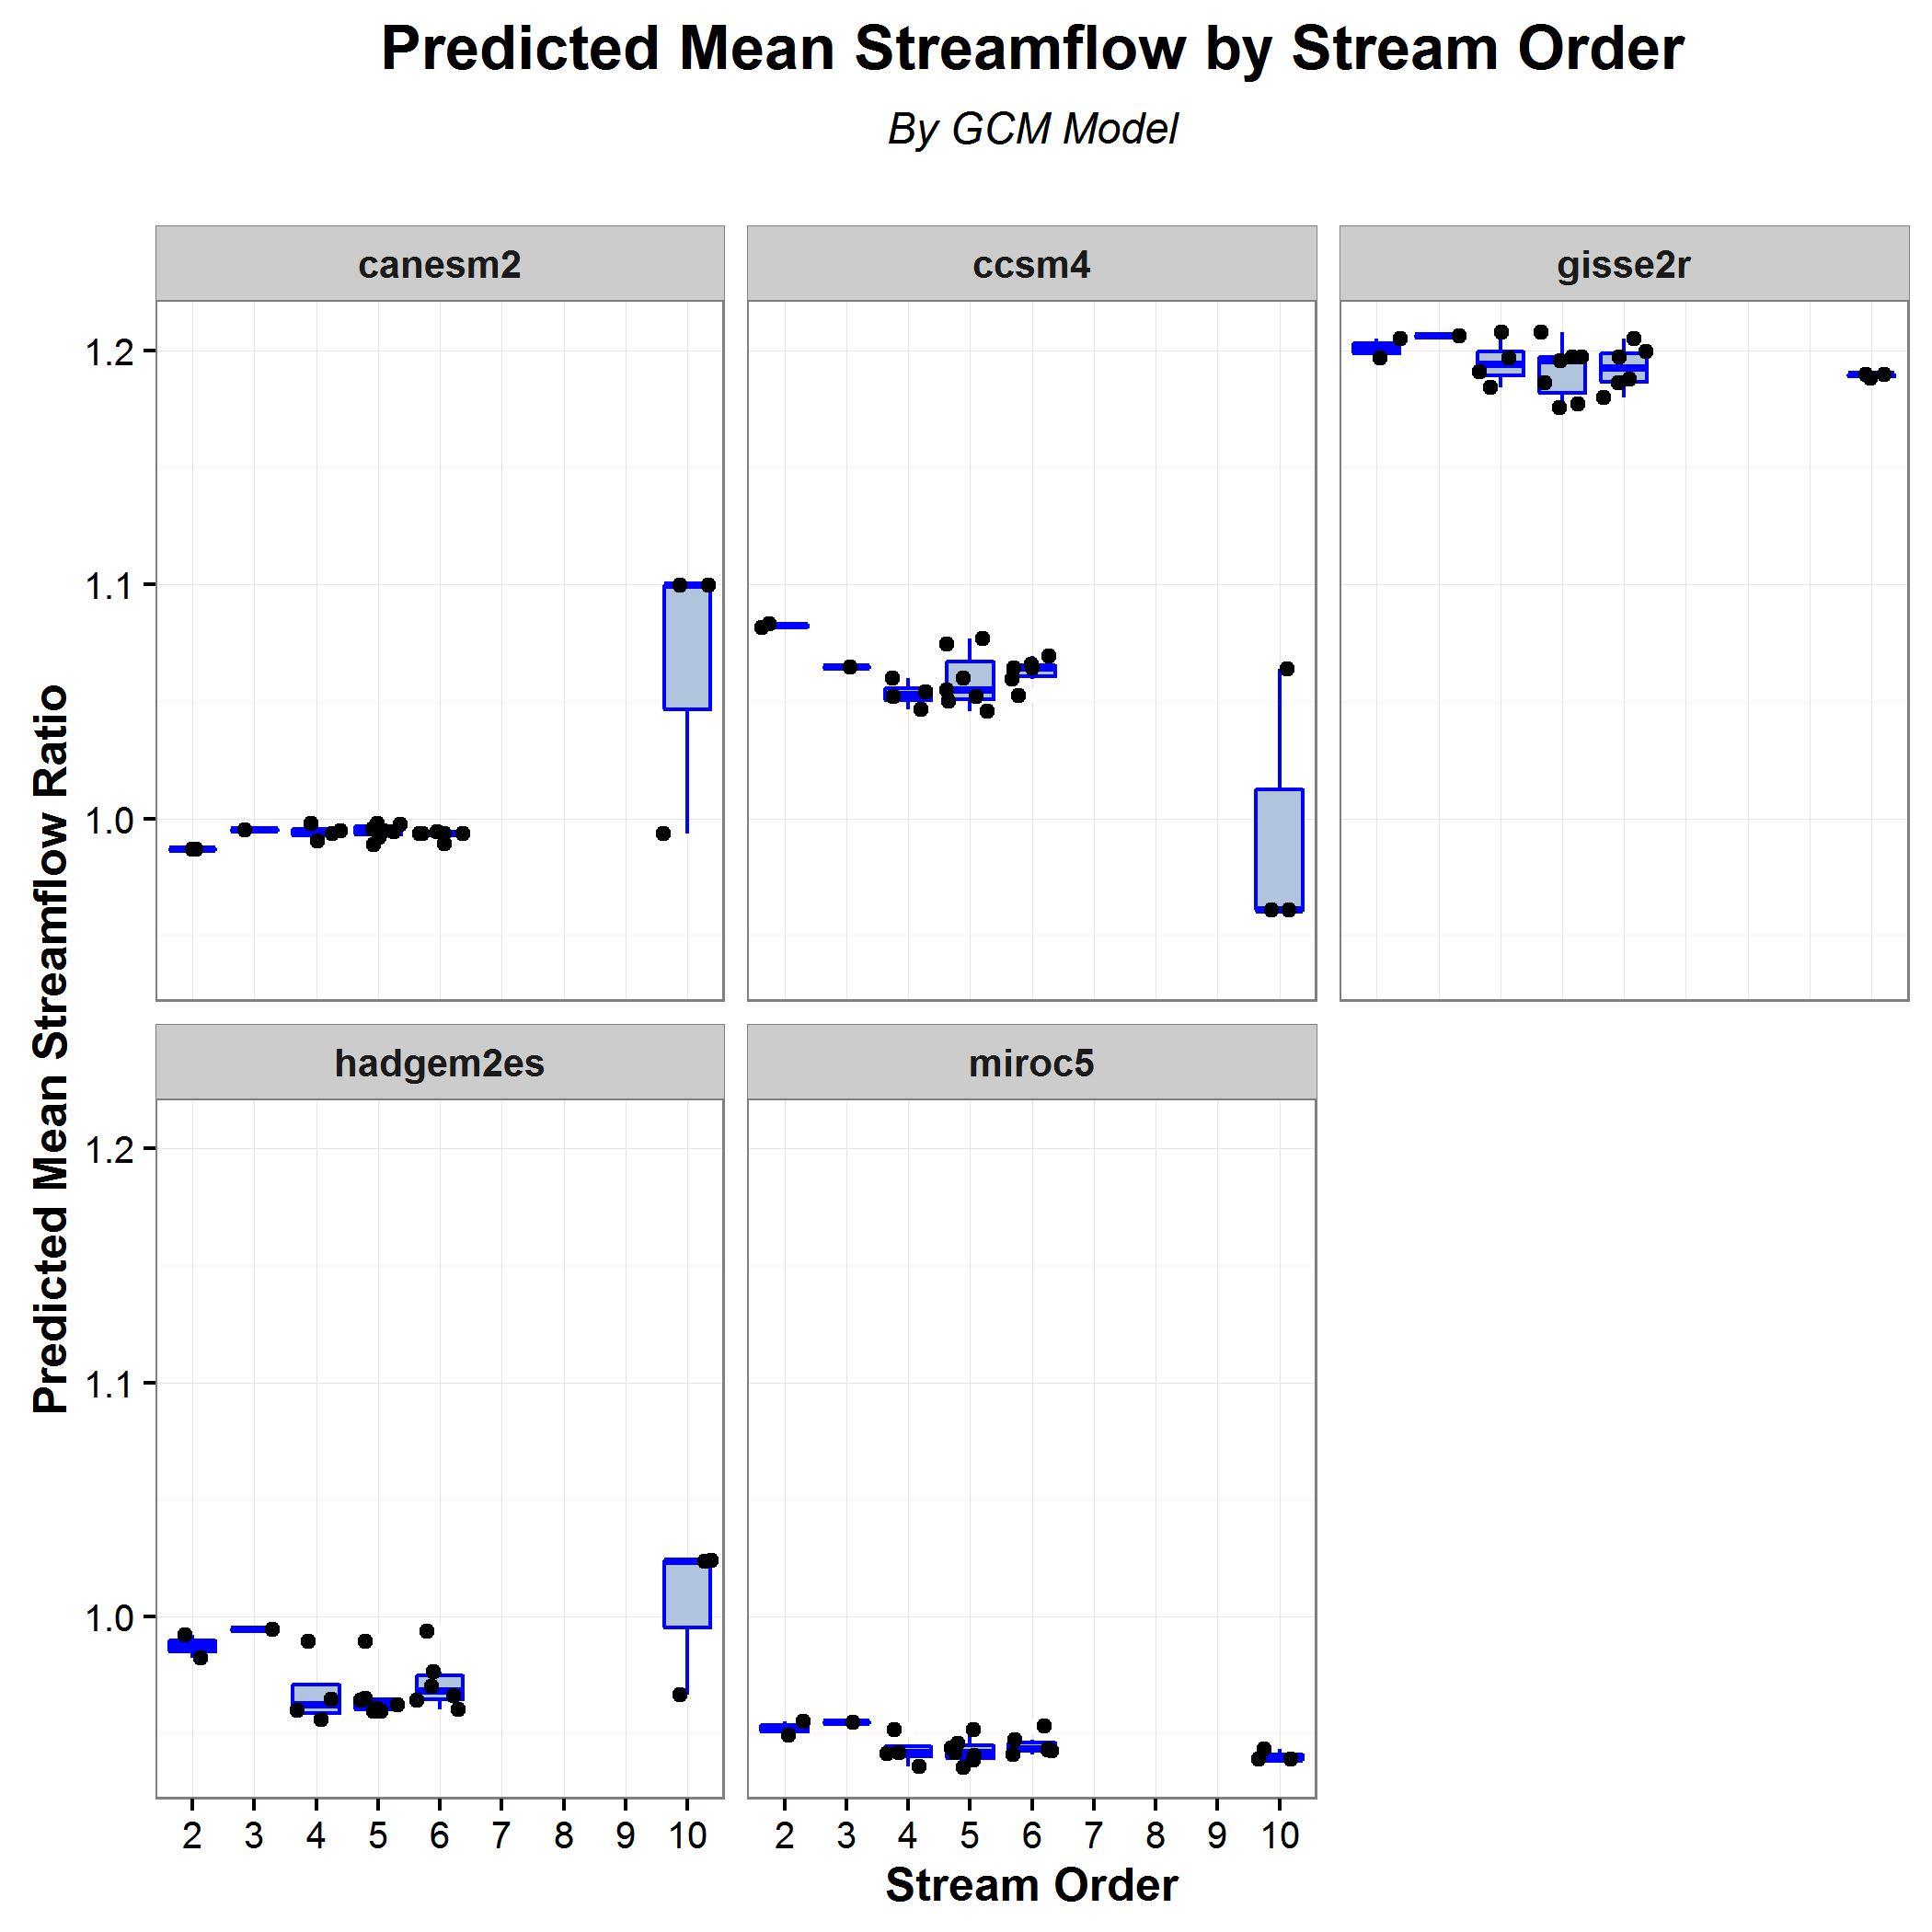 Predicted Mean Streamflow by Stream Order
By GCM Model
canesm2
ccsm4
gisse2r
1.2
1.1
1.0
Predicted Mean Streamflow Ratio
hadgem2es
miroc5
1.2
1.1
1.0
2 3 4 5 6 7 8 9 10
2 3 4 5 6 7 8 9 10
Stream Order